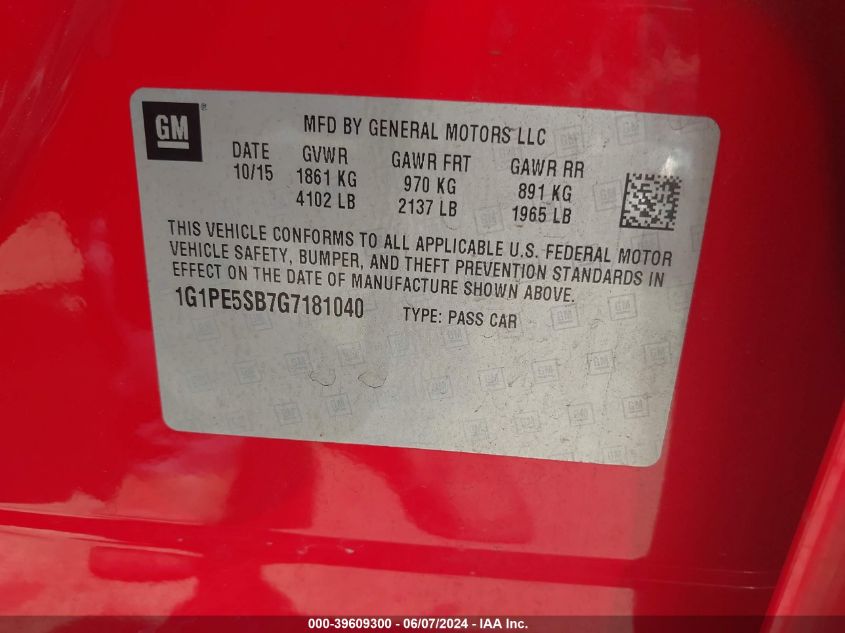 GM ®
MFD BY GENERAL MOTORS LLC
DATE GVWR GAWR FRT GAWR RR
10/15 1861 KG 970 KG 891 KG
4102 LB 2137 LB 1965 LB
THIS VEHICLE CONFORMS TO ALL APPLICABLE U.S. FEDERAL MOTOR
VEHICLE SAFETY, BUMPER, AND THEFT PREVENTION STANDARDS IN
EFFECT ON THE DATE OF MANUFACTURE SHOWN ABOVE.
1G1PE5SB7G7181040 TYPE: PASS CAR
000-39609300 - 06/07/2024 - IAA Inc.